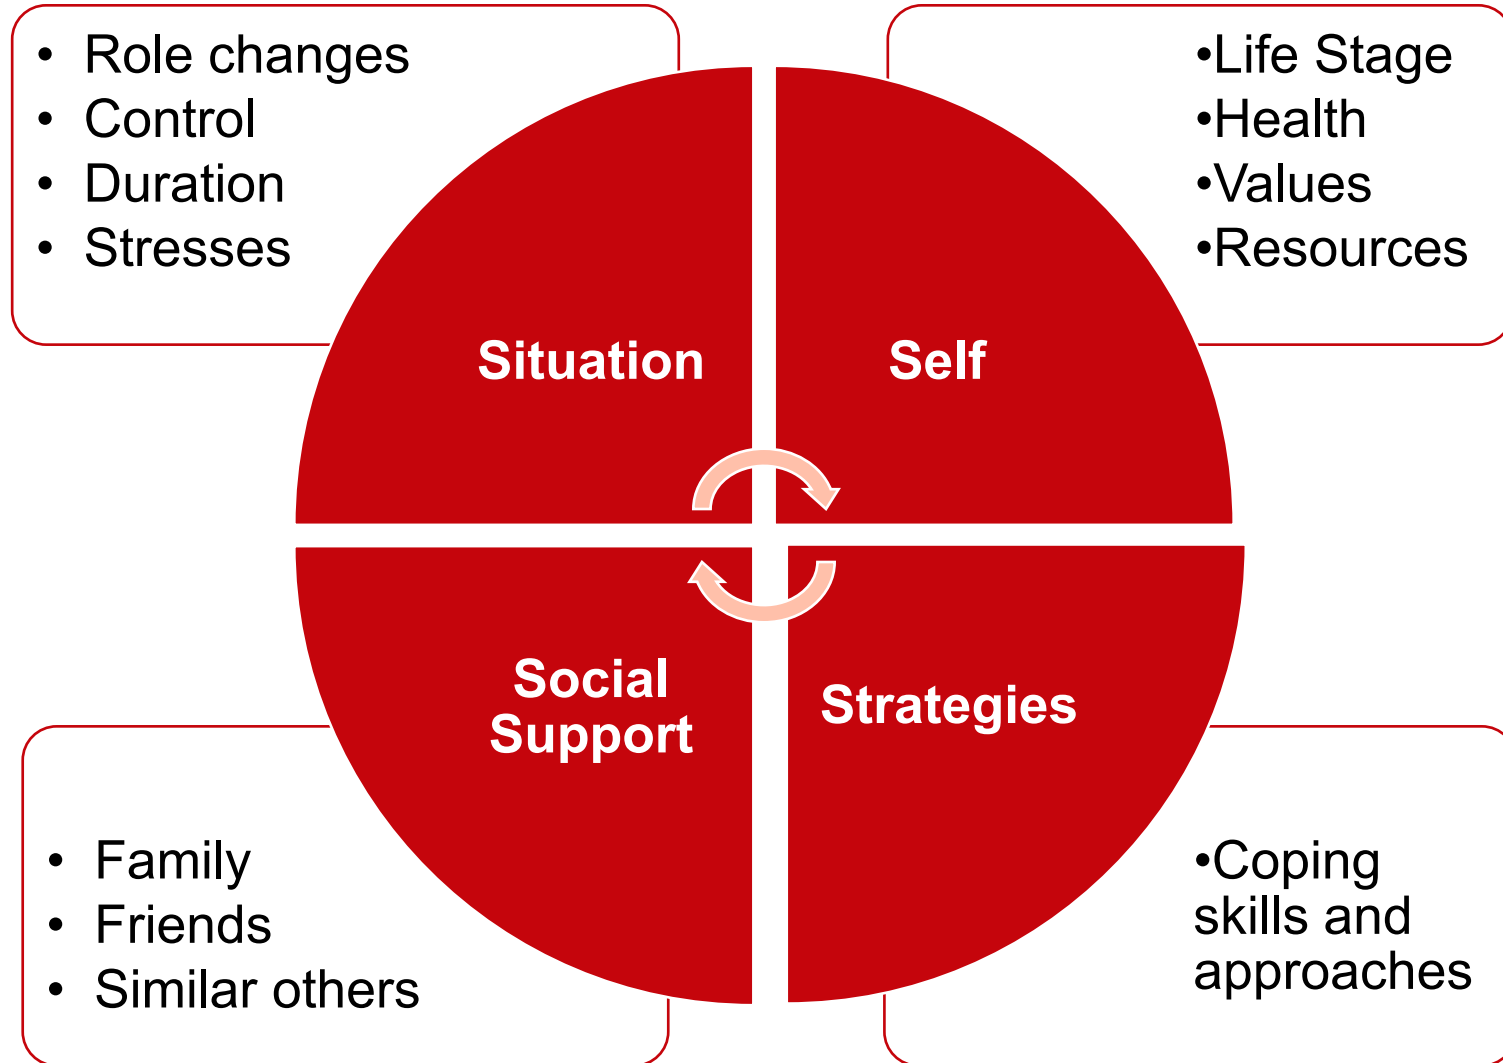 • Role changes
• Control
• Duration
• Stresses
•Life Stage
•Health
•Values
•Resources
Situation
Self
Social
Support
Strategies
• Family
• Friends
• Similar others
•Coping
skills and
approaches